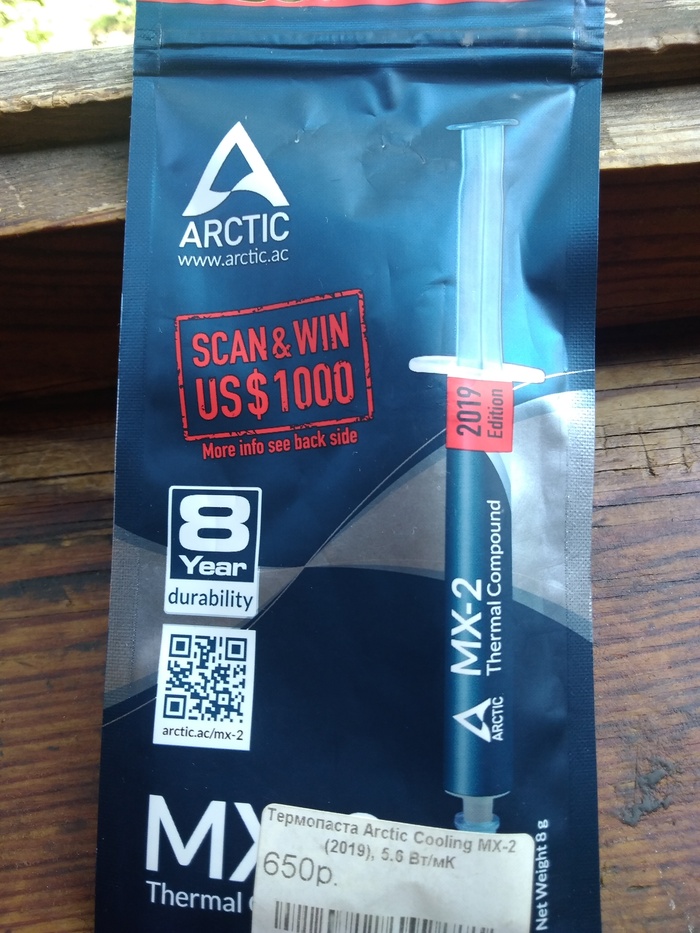 ARCTIC
www.arctic.ac
SCAN & WIN
US$1000
More info see back side
2019
Edition
8
Year
durability
arctic.ac/mx-2
MX-2
Thermal Compound
ARCTIC
Thermal
Термопаста Arctic Cooling MX-2
(2019), 5.6 Вт/мК
650р.
Net Weight 8 g